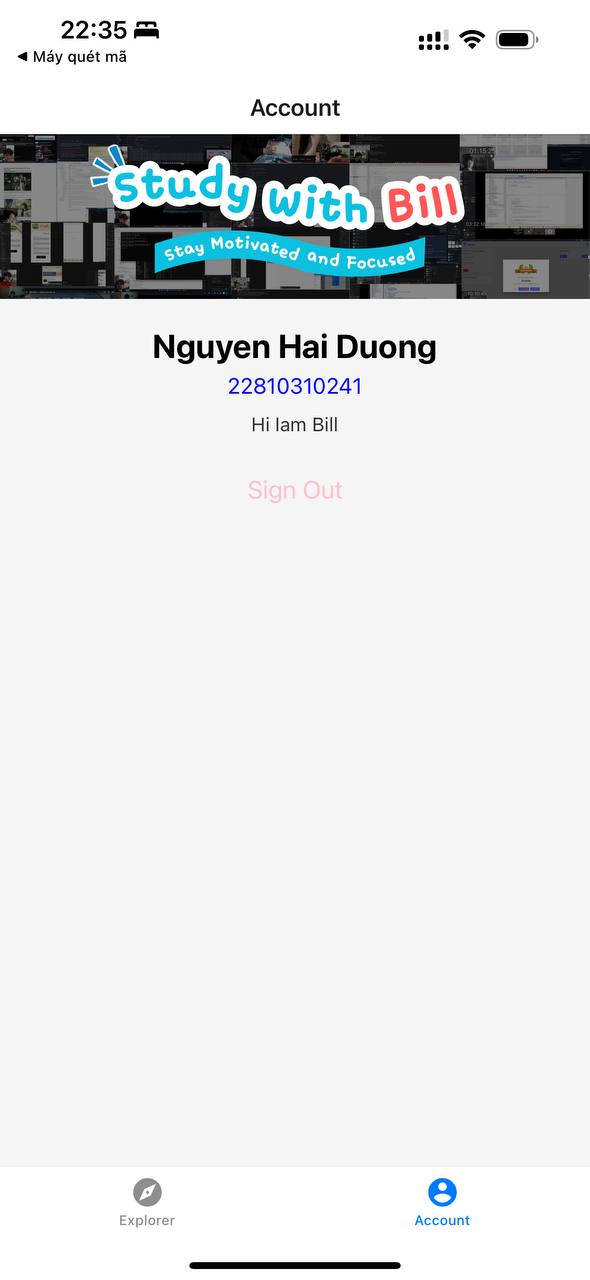 22:35
◀ Máy quét mã
Account
Study with Bill
Stay Motivated and Focused
Nguyen Hai Duong
22810310241
Hi Iam Bill
Sign Out
Explorer
Account